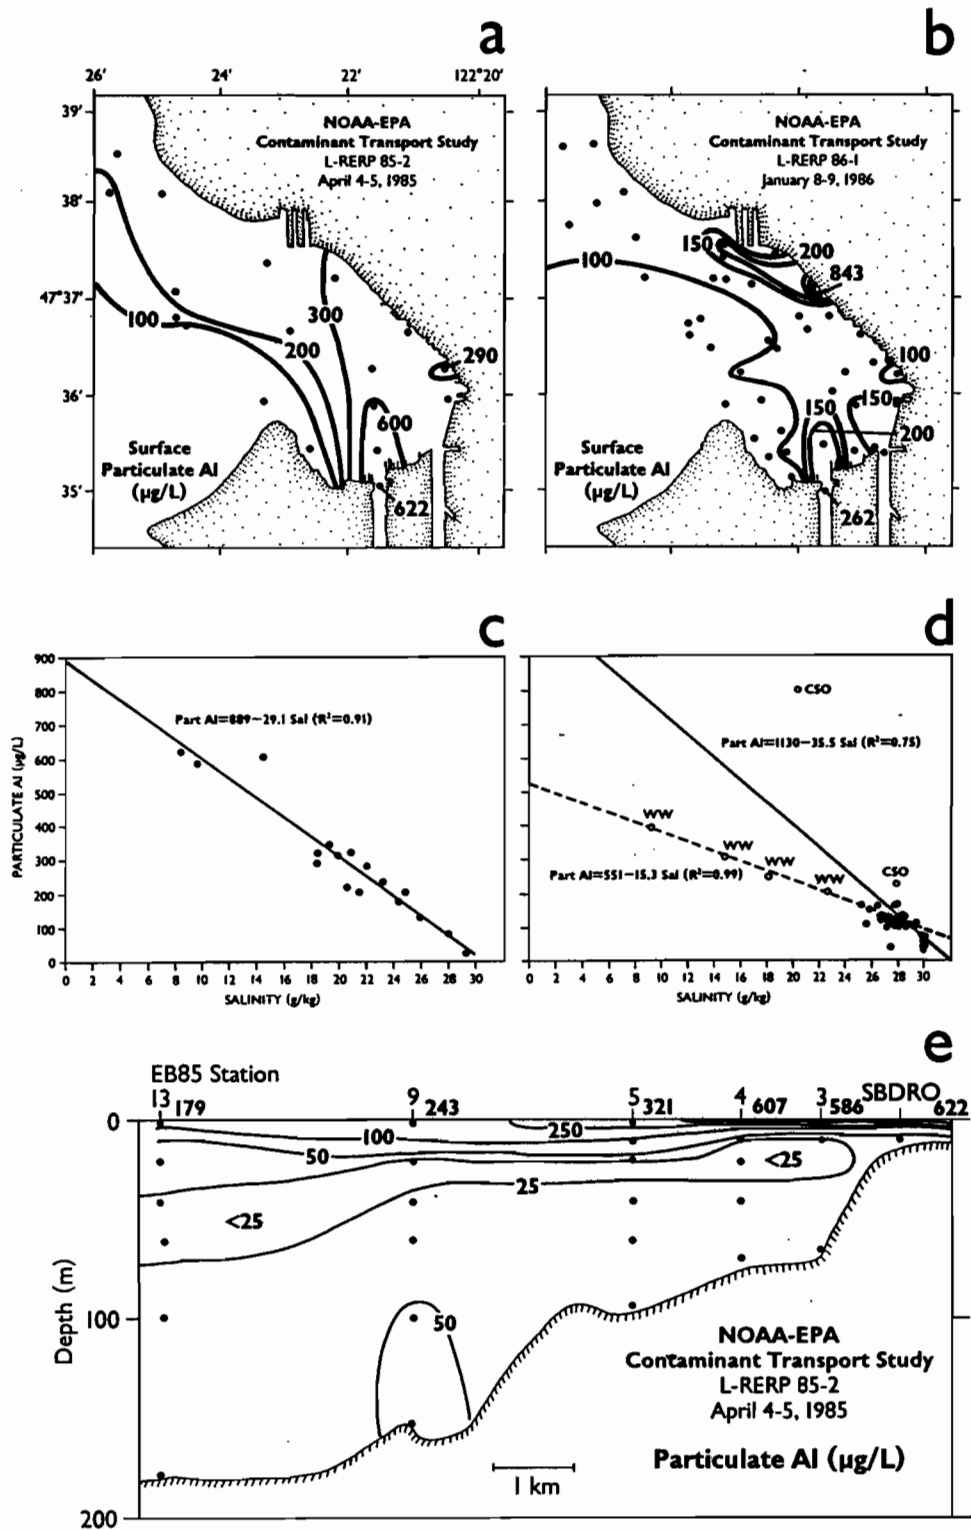 a
26' 24' 22' 122°20'
39'
38'
47°37'
36'
35'
NOAA-EPA
Contaminant Transport Study
L-RERP 85-2
April 4-5, 1985
100
200
300
290
600
622
Surface
Particulate Al
(µg/L)
b
NOAA-EPA
Contaminant Transport Study
L-RERP 86-1
January 8-9, 1986
150
200
100
843
100
150
150
200
262
Surface
Particulate Al
(µg/L)
c
900
800
700
600
500
400
300
200
100
0
PARTICULATE Al (µg/L)
Part Al=889-29.1 Sal (R²=0.91)
0 2 4 6 8 10 12 14 16 18 20 22 24 26 28 30
SALINITY (g/kg)
d
CSO
Part Al=1130-35.5 Sal (R²=0.75)
WW
WW
WW
WW
CSO
Part Al=551-15.3 Sal (R²=0.99)
0 2 4 6 8 10 12 14 16 18 20 22 24 26 28 30
SALINITY (g/kg)
e
EB85 Station
13 9 5 4 3 SBDRO
179 243 321 607 586 622
0
100
200
Depth (m)
250
100
50
<25
25
<25
50
NOAA-EPA
Contaminant Transport Study
L-RERP 85-2
April 4-5, 1985
Particulate Al (µg/L)
1 km